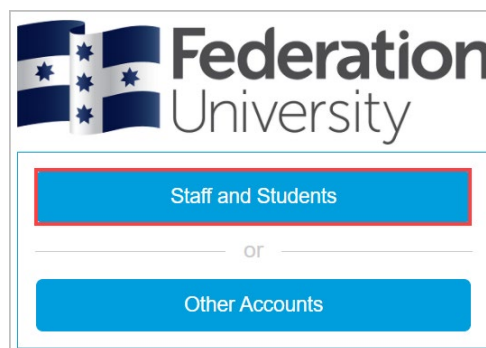 Federation
University
Staff and Students
or
Other Accounts